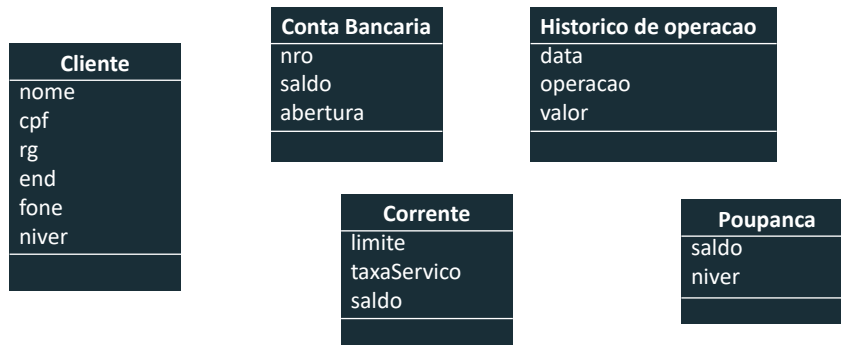 Cliente
nome
cpf
rg
end
fone
niver
Conta Bancaria
nro
saldo
abertura
Historico de operacao
data
operacao
valor
Corrente
limite
taxaServico
saldo
Poupanca
saldo
niver